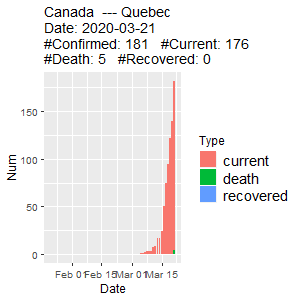 Canada --- Quebec
Date: 2020-03-21
#Confirmed: 181 #Current: 176
#Death: 5 #Recovered: 0
150
100
50
0
Num
Feb 01
Feb 15
Mar 01
Mar 15
Date
Type
current
death
recovered